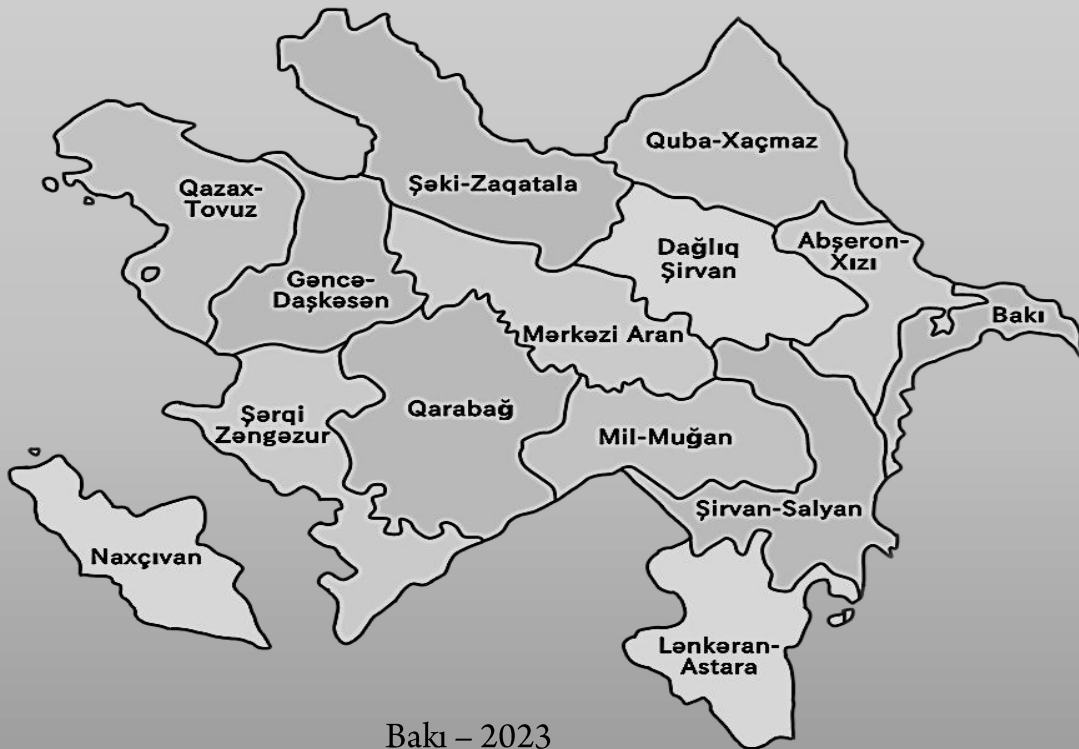 Quba-Xaçmaz
Şəki-Zaqatala
Qazax-
Tovuz
Dağlıq
Şirvan
Abşeron-
Xızı
Gəncə-
Daşkəsən
Bakı
Mərkəzi Aran
Qarabağ
Şərqi
Zəngəzur
Mil-Muğan
Şirvan-Salyan
Naxçıvan
Lənkəran-
Astara
Bakı – 2023